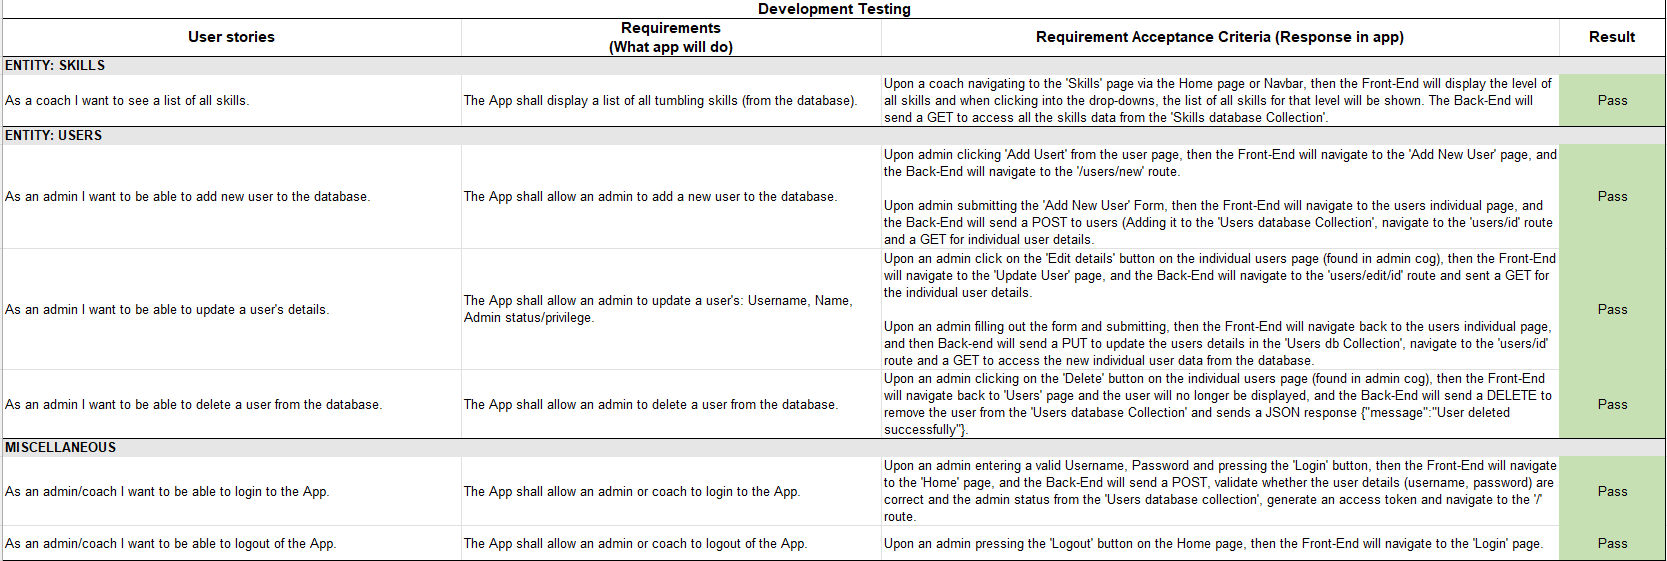 Development Testing
User stories
Requirements
(What app will do)
Requirement Acceptance Criteria (Response in app)
Result
ENTITY: SKILLS
As a coach I want to see a list of all skills.
The App shall display a list of all tumbling skills (from the database).
Upon a coach navigating to the 'Skills' page via the Home page or Navbar, then the Front-End will display the level of
all skills and when clicking into the drop-downs, the list of all skills for that level will be shown. The Back-End will
send a GET to access all the skills data from the 'Skills database Collection'.
Pass
ENTITY: USERS
As an admin I want to be able to add new user to the database.
The App shall allow an admin to add a new user to the database.
Upon admin clicking 'Add Usert' from the user page, then the Front-End will navigate to the 'Add New User' page, and
the Back-End will navigate to the '/users/new' route.
Upon admin submitting the 'Add New User' Form, then the Front-End will navigate to the users individual page, and
the Back-End will send a POST to users (Adding it to the 'Users database Collection', navigate to the 'users/id' route
and a GET for individual user details.
Pass
As an admin I want to be able to update a user's details.
The App shall allow an admin to update a user's: Username, Name,
Admin status/privilege.
Upon an admin click on the 'Edit details' button on the individual users page (found in admin cog), then the Front-End
will navigate to the 'Update User' page, and the Back-End will navigate to the 'users/edit/id' route and sent a GET for
the individual user details.
Upon an admin filling out the form and submitting, then the Front-End will navigate back to the users individual page,
and then Back-end will send a PUT to update the users details in the 'Users db Collection', navigate to the 'users/id'
route and a GET to access the new individual user data from the database.
Pass
As an admin I want to be able to delete a user from the database.
The App shall allow an admin to delete a user from the database.
Upon an admin clicking on the 'Delete' button on the individual users page (found in admin cog), then the Front-End
will navigate back to 'Users' page and the user will no longer be displayed, and the Back-End will send a DELETE to
remove the user from the 'Users database Collection' and sends a JSON response {"message":"User deleted
successfully"}.
Pass
MISCELLANEOUS
As an admin/coach I want to be able to login to the App.
The App shall allow an admin or coach to login to the App.
Upon an admin entering a valid Username, Password and pressing the 'Login' button, then the Front-End will navigate
to the 'Home' page, and the Back-End will send a POST, validate whether the user details (username, password) are
correct and the admin status from the 'Users database collection', generate an access token and navigate to the '/'
route.
Pass
As an admin/coach I want to be able to logout of the App.
The App shall allow an admin or coach to logout of the App.
Upon an admin pressing the 'Logout' button on the Home page, then the Front-End will navigate to the 'Login' page.
Pass